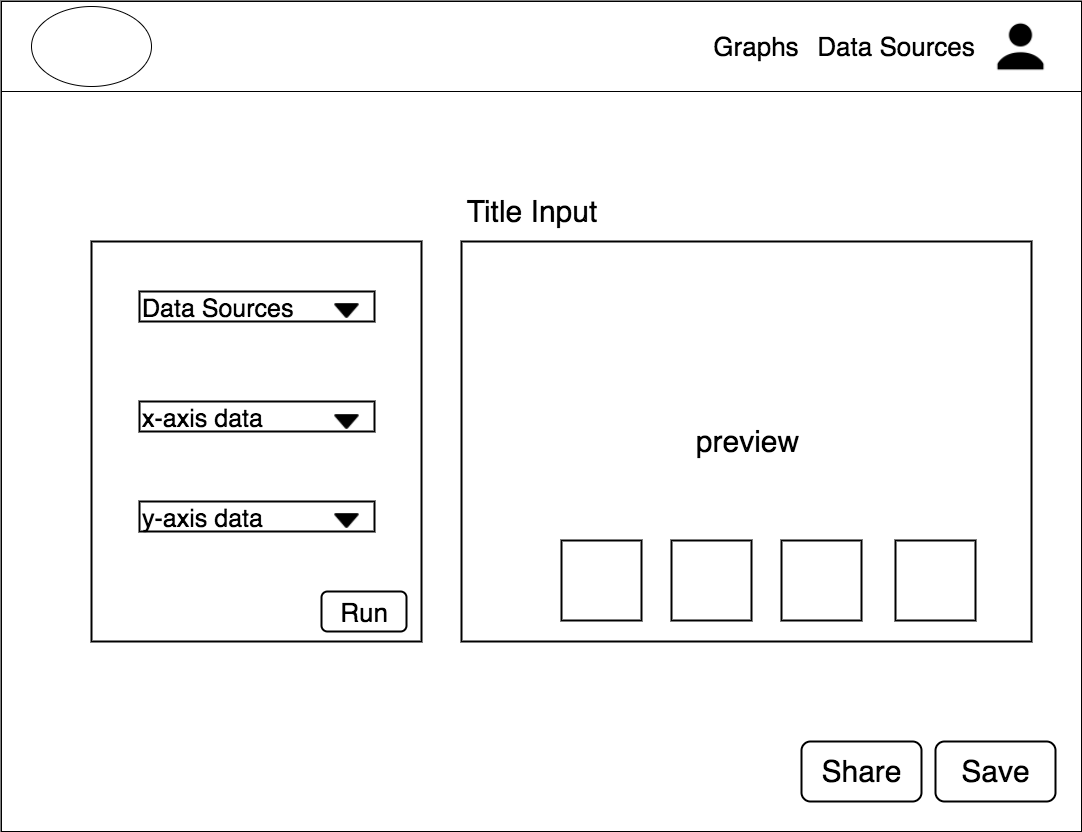 Graphs Data Sources
Title Input
Data Sources
x-axis data
y-axis data
Run
preview
Share Save